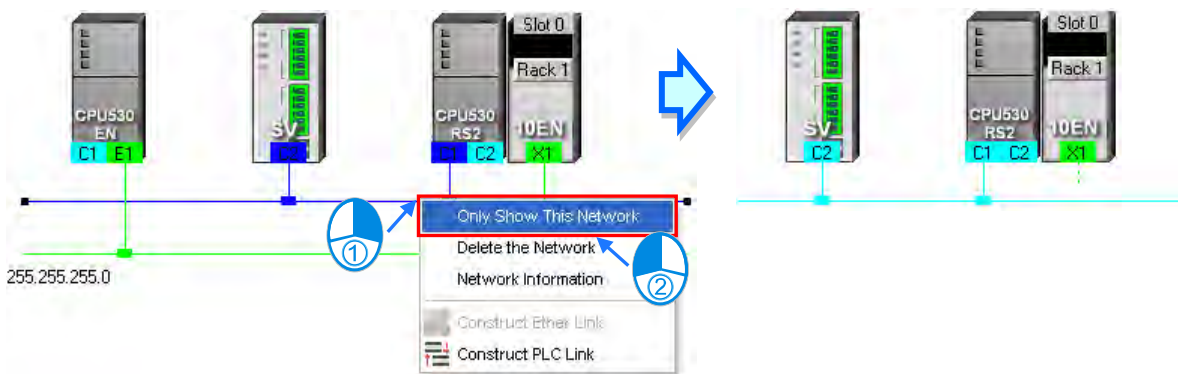 Slot 0
Rack 1
CPU530
EN
C1 E1
SV
C2
CPU530
RS2
10EN
C1 C2 X1
Only Show This Network
Delete the Network
Network Information
Construct Ether Link
Construct PLC Link
①
②
255.255.255.0
Slot 0
Rack 1
SV
C2
CPU530
RS2
10EN
C1 C2 X1